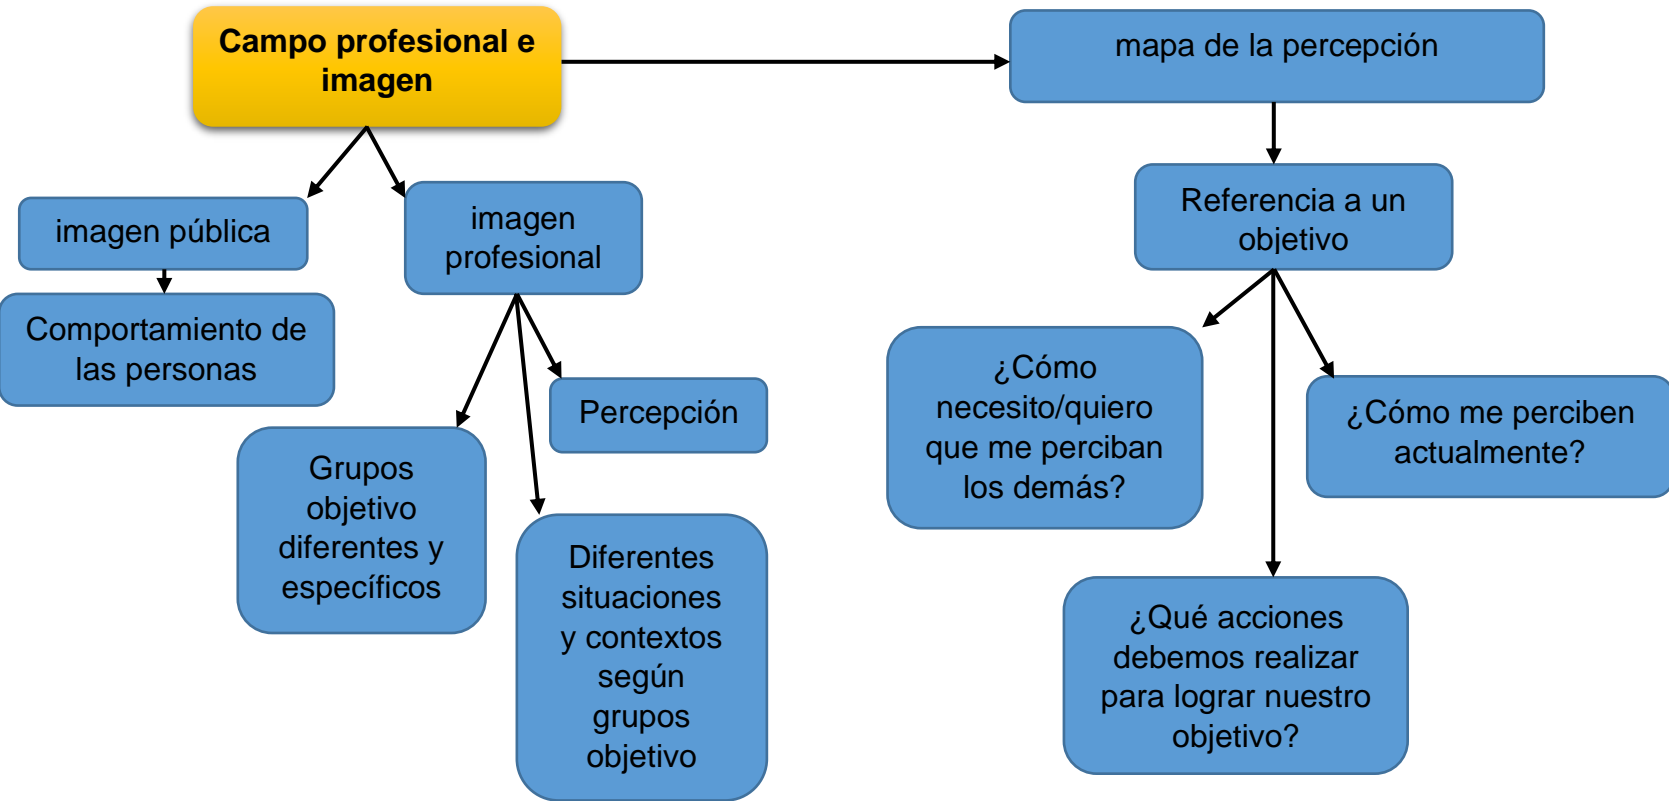 Campo profesional e
imagen
mapa de la percepción
imagen pública
imagen
profesional
Referencia a un
objetivo
Comportamiento de
las personas
Percepción
Grupos
objetivo
diferentes y
específicos
Diferentes
situaciones
y contextos
según
grupos
objetivo
¿Cómo
necesito/quiero
que me perciban
los demás?
¿Cómo me perciben
actualmente?
¿Qué acciones
debemos realizar
para lograr nuestro
objetivo?